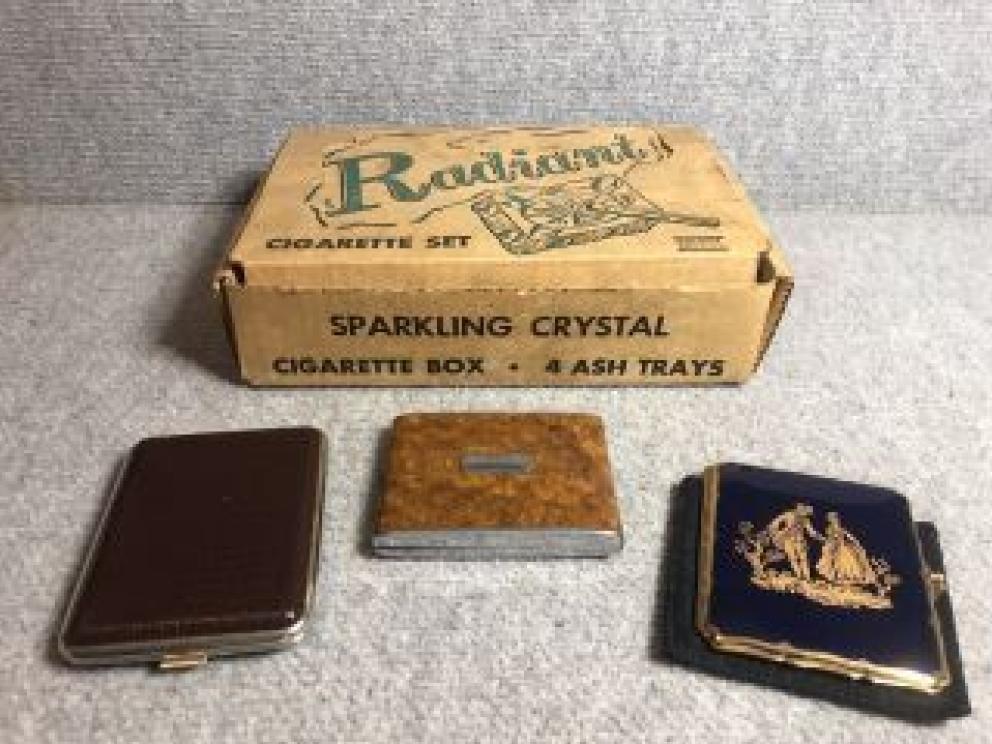 Radiant
CIGARETTE SET
SPARKLING CRYSTAL
CIGARETTE BOX • 4 ASH TRAYS